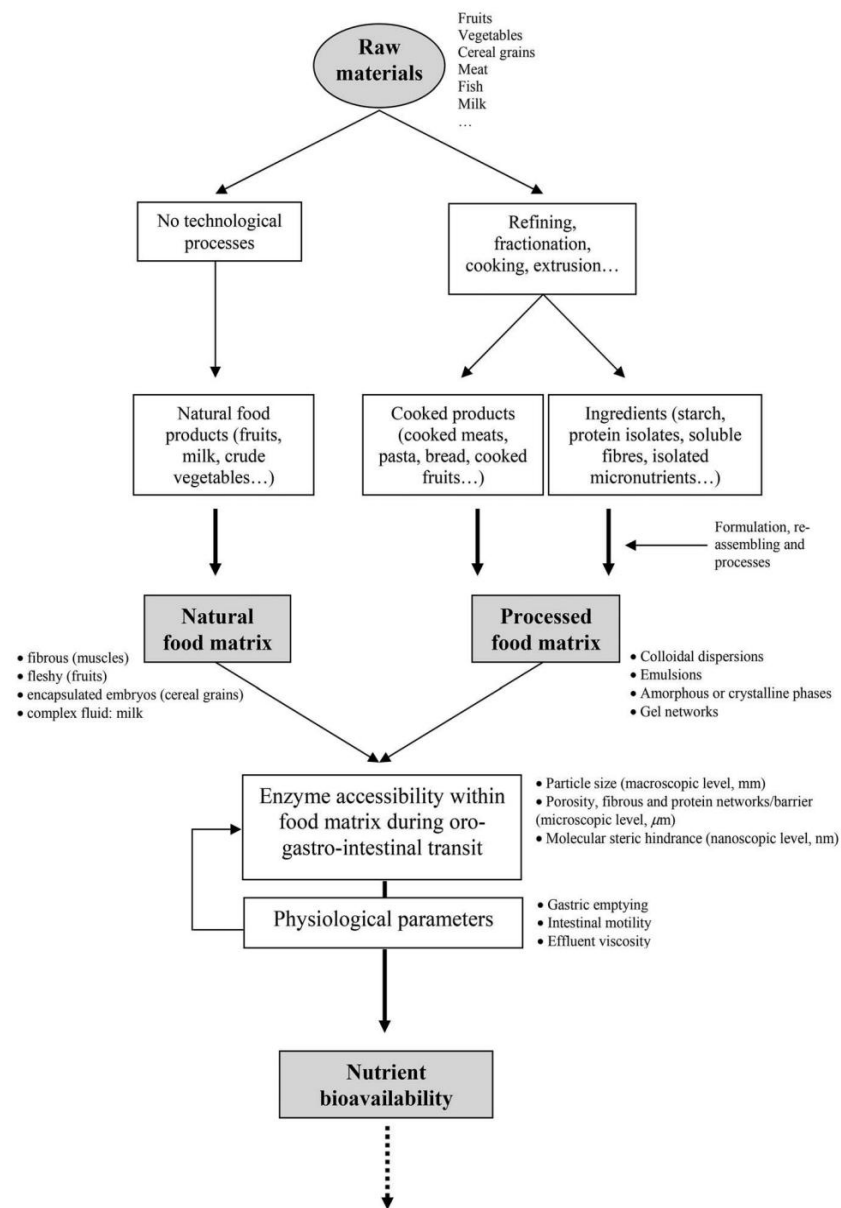 Raw
materials
Fruits
Vegetables
Cereal grains
Meat
Fish
Milk
…
No technological
processes
Refining,
fractionation,
cooking, extrusion…
Natural food
products (fruits,
milk, crude
vegetables…)
Cooked products
(cooked meats,
pasta, bread, cooked
fruits…)
Ingredients (starch,
protein isolates, soluble
fibres, isolated
micronutrients…)
Formulation, re-
assembling and
processes
Natural
food matrix
Processed
food matrix
• fibrous (muscles)
• fleshy (fruits)
• encapsulated embryos (cereal grains)
• complex fluid: milk
• Colloidal dispersions
• Emulsions
• Amorphous or crystalline phases
• Gel networks
Enzyme accessibility within
food matrix during oro-
gastro-intestinal transit
• Particle size (macroscopic level, mm)
• Porosity, fibrous and protein networks/barrier
(microscopic level, μm)
• Molecular steric hindrance (nanoscopic level, nm)
Physiological parameters
• Gastric emptying
• Intestinal motility
• Effluent viscosity
Nutrient
bioavailability